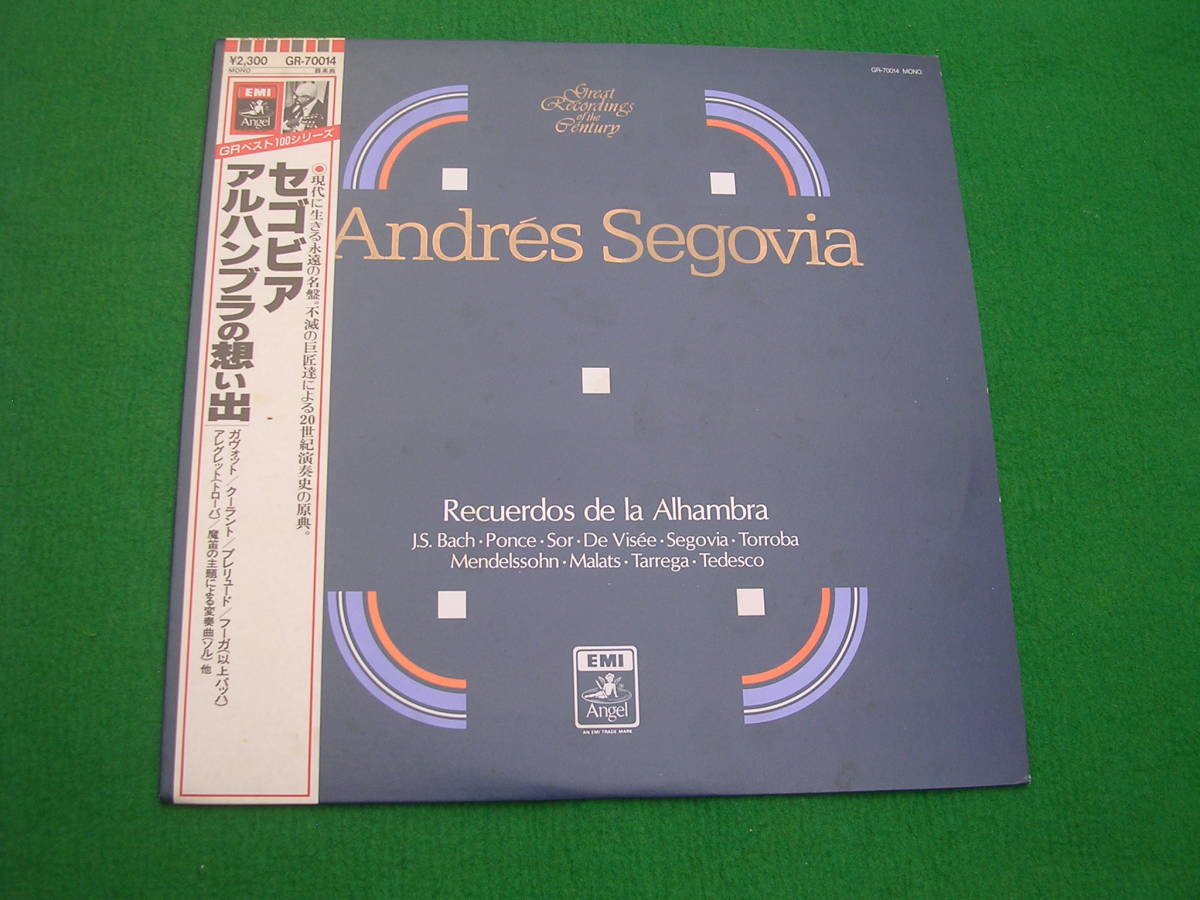 ¥2,300 GR-70014
MONO
EMI
Angel
GRベスト100シリーズ
●現代に生きる永遠の名盤。不滅の巨匠達による20世紀演奏史の原典。
セゴビア
アルハンブラの想い出
ガヴォット/クーラント/プレリュード/フーガ(以上 バッハ)
アレグレット(トローバ)/魔笛の主題による変奏曲(ソル) 他
GR-70014 MONO
Great
Recordings
of the
Century
Andrés Segovia
Recuerdos de la Alhambra
J.S. Bach·Ponce·Sor·De Visée·Segovia·Torroba
Mendelssohn·Malats·Tarrega·Tedesco
EMI
Angel
AN EMI TRADE MARK